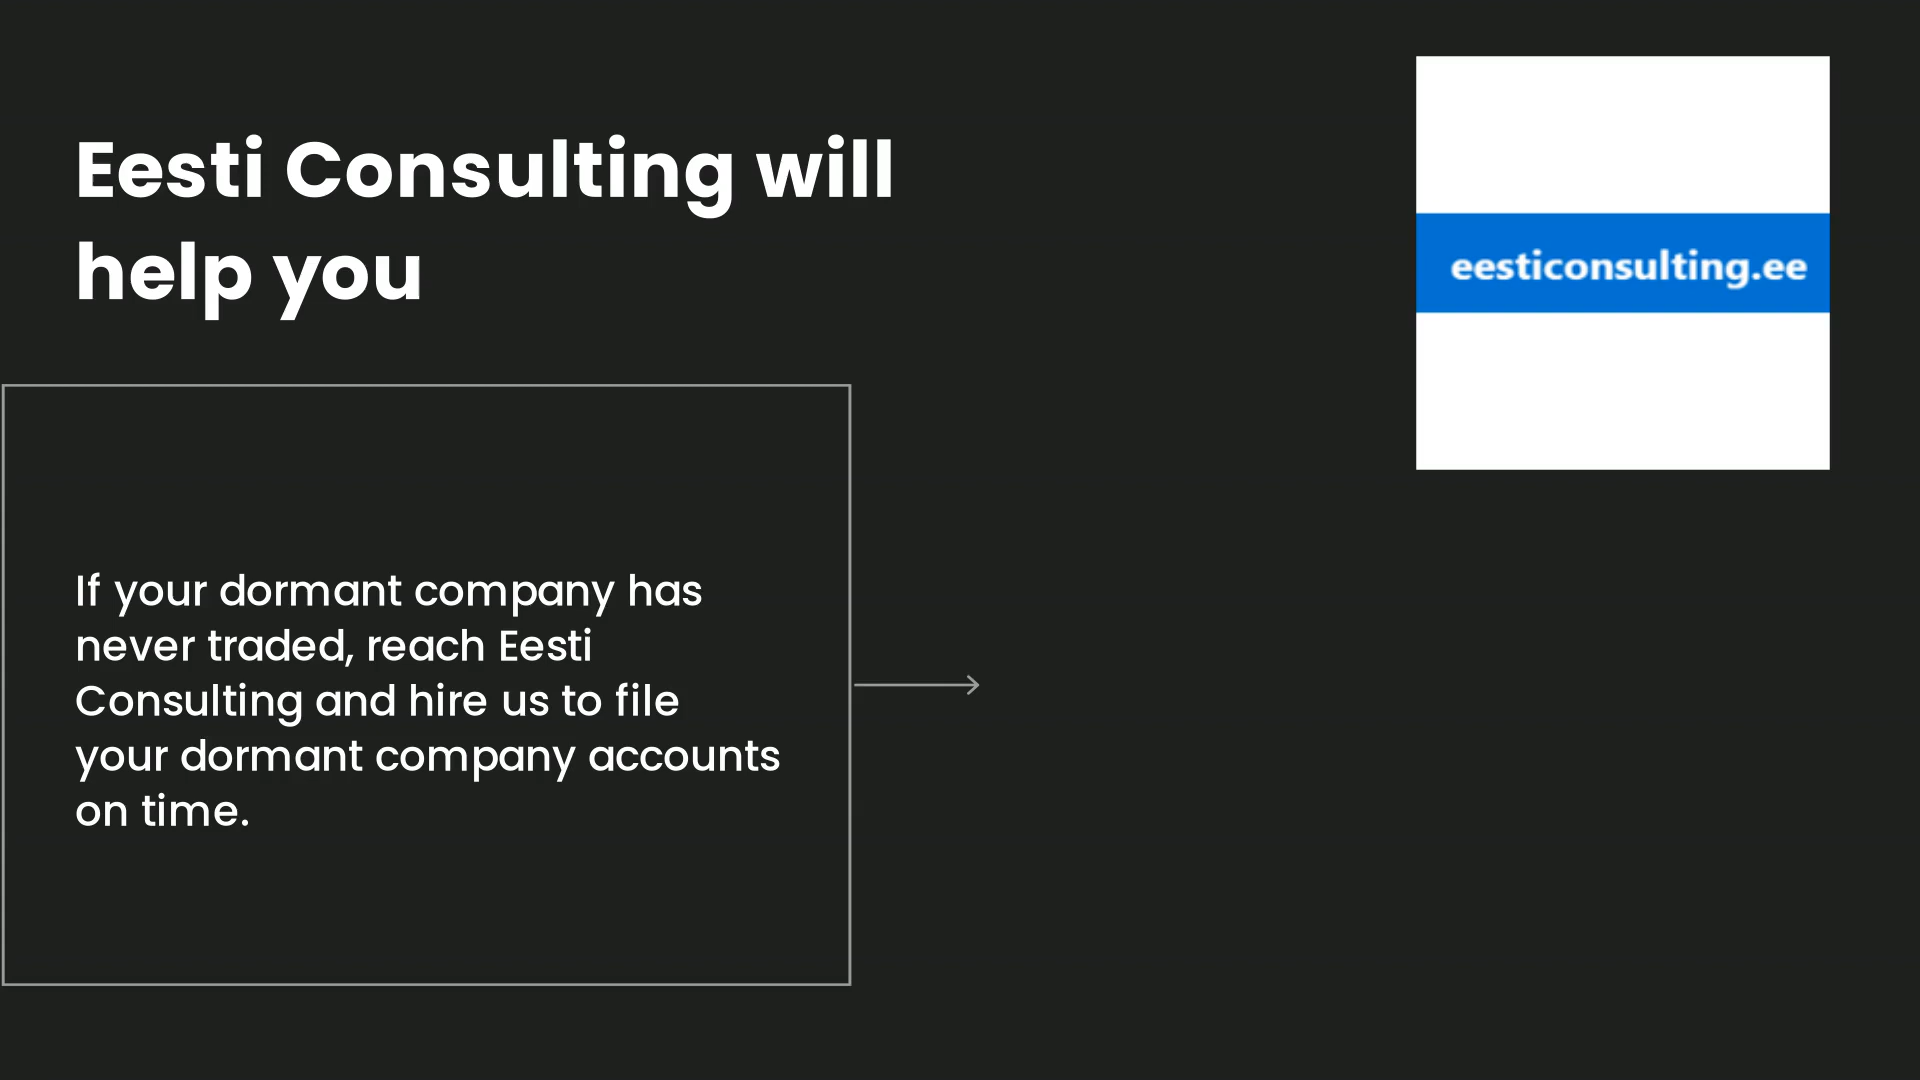 Eesti Consulting will
help you
eesticonsulting.ee
If your dormant company has
never traded, reach Eesti
Consulting and hire us to file
your dormant company accounts
on time.